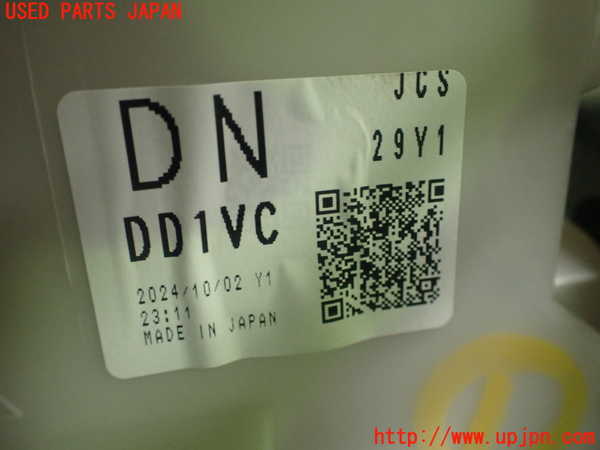 USED PARTS JAPAN
DN
JCS
29Y1
DD1VC
2024/10/02 Y1
23:11
MADE IN JAPAN
http://www.upjpn.com